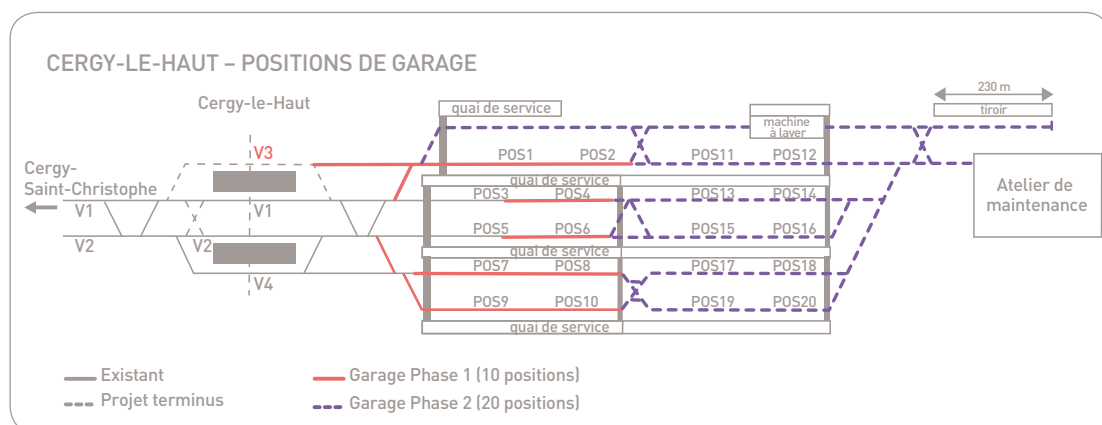 CERGY-LE-HAUT – POSITIONS DE GARAGE
230 m
tiroir
quai de service
Cergy-le-Haut
machine
à laver
V3
POS1 POS2 POS11 POS12
Cergy-
Saint-Christophe
quai de service
Atelier de
maintenance
POS3 POS4 POS13 POS14
V1 V1
POS5 POS6 POS15 POS16
V2 V2
quai de service
POS7 POS8 POS17 POS18
V4
POS9 POS10 POS19 POS20
quai de service
Existant
Garage Phase 1 (10 positions)
Projet terminus
Garage Phase 2 (20 positions)